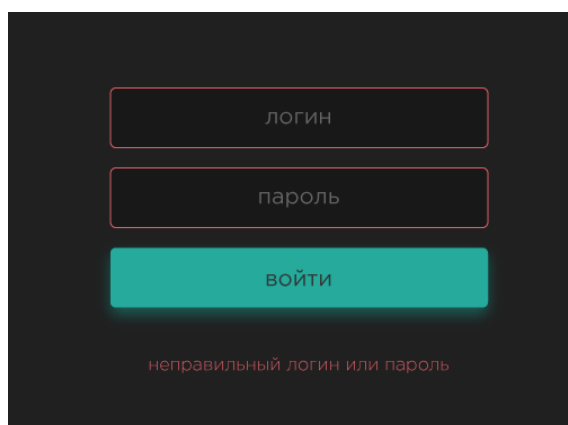 логин
пароль
войти
неправильный логин или пароль